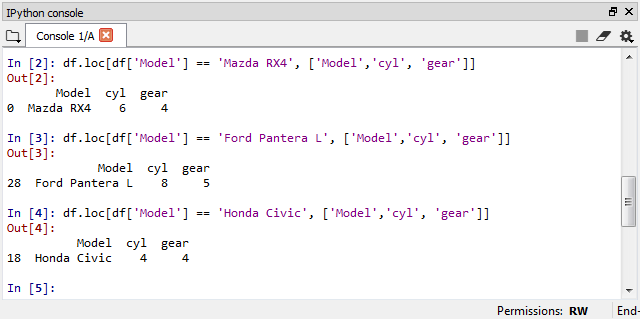 IPython console
Console 1/A
In [2]: df.loc[df['Model'] == 'Mazda RX4', ['Model','cyl', 'gear']]
Out[2]:
Model cyl gear
0 Mazda RX4 6 4
In [3]: df.loc[df['Model'] == 'Ford Pantera L', ['Model','cyl', 'gear']]
Out[3]:
Model cyl gear
28 Ford Pantera L 8 5
In [4]: df.loc[df['Model'] == 'Honda Civic', ['Model','cyl', 'gear']]
Out[4]:
Model cyl gear
18 Honda Civic 4 4
In [5]:
Permissions: RW End-